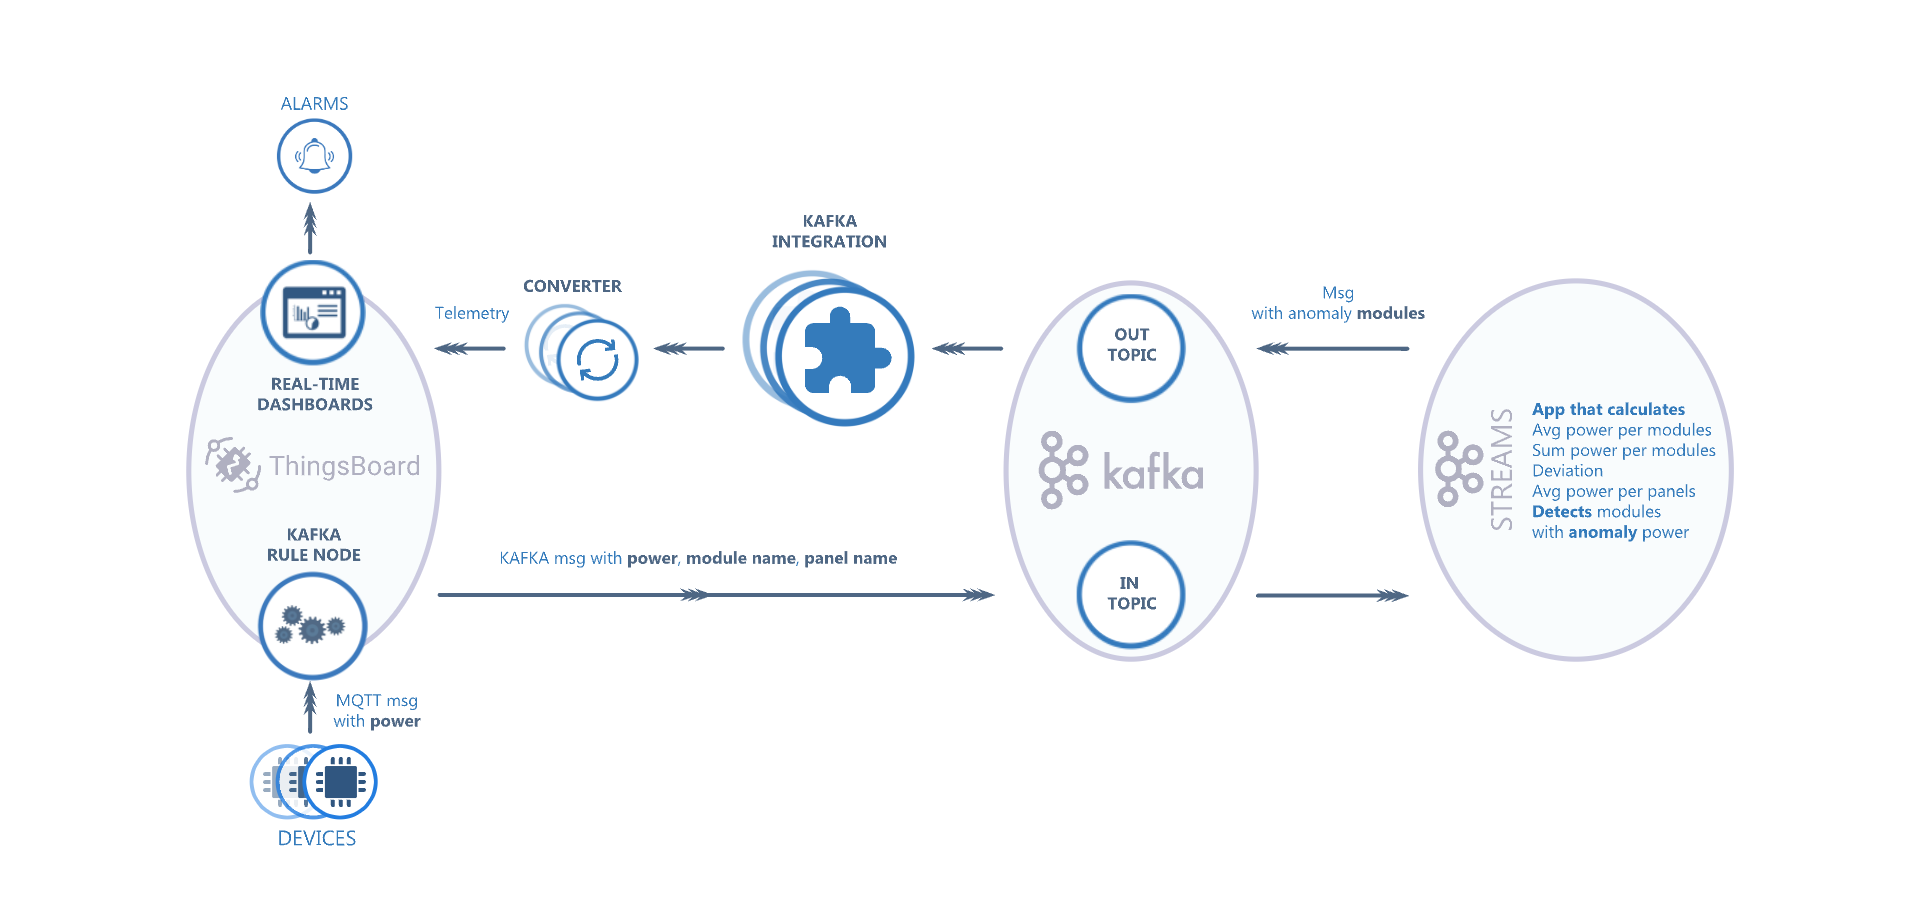 ALARMS
REAL-TIME
DASHBOARDS
ThingsBoard
KAFKA
RULE NODE
MQTT msg
with power
DEVICES
Telemetry
CONVERTER
KAFKA
INTEGRATION
KAFKA msg with power, module name, panel name
OUT
TOPIC
kafka
IN
TOPIC
Msg
with anomaly modules
STREAMS
App that calculates
Avg power per modules
Sum power per modules
Deviation
Avg power per panels
Detects modules
with anomaly power